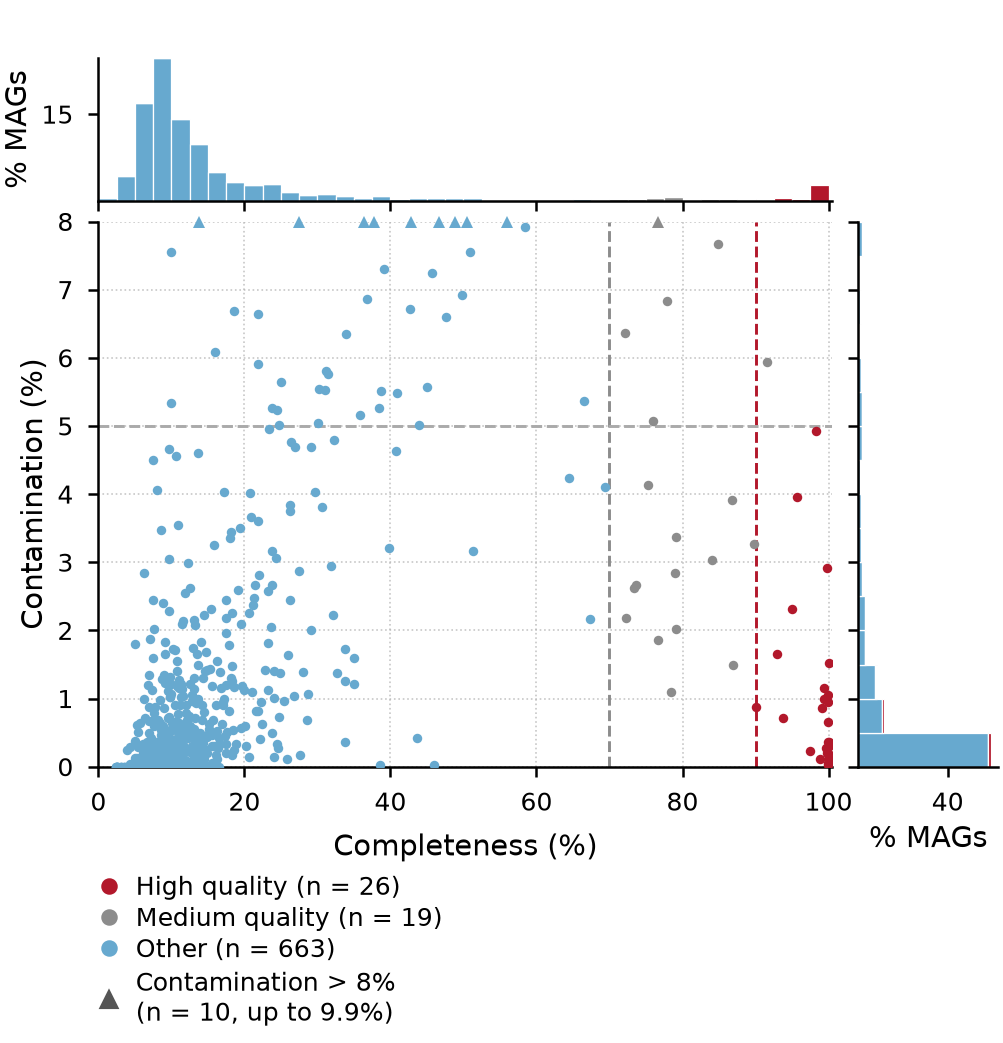 % MAGs
15
8
7
6
5
4
3
2
1
0
Contamination (%)
0
20
40
60
80
100
40
Completeness (%)
% MAGs
High quality (n = 26)
Medium quality (n = 19)
Other (n = 663)
Contamination > 8%
(n = 10, up to 9.9%)